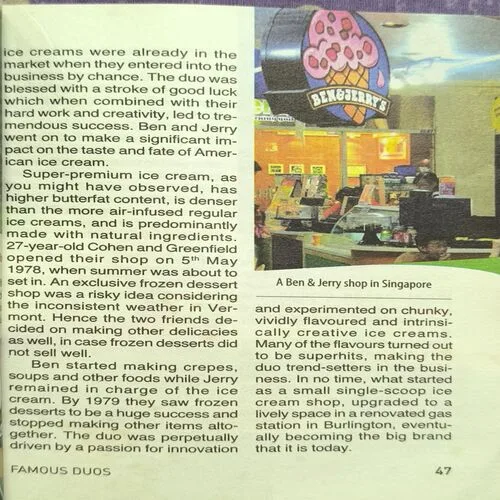 ice creams were already in the
market when they entered into the
business by chance. The duo was
blessed with a stroke of good luck
which when combined with their
hard work and creativity, led to tre-
mendous success. Ben and Jerry
went on to make a significant im-
pact on the taste and fate of Amer-
ican ice cream.
Super-premium ice cream, as
you might have observed, has
higher butterfat content, is denser
than the more air-infused regular
ice creams, and is predominantly
made with natural ingredients.
27-year-old Cohen and Greenfield
opened their shop on 5th May
1978, when summer was about to
set in. An exclusive frozen dessert
shop was a risky idea considering
the inconsistent weather in Ver-
mont. Hence the two friends de-
cided on making other delicacies
as well, in case frozen desserts did
not sell well.
Ben started making crepes,
soups and other foods while Jerry
remained in charge of the ice
cream. By 1979 they saw frozen
desserts to be a huge success and
stopped making other items alto-
gether. The duo was perpetually
driven by a passion for innovation
BEN&JERRY'S
A Ben & Jerry shop in Singapore
and experimented on chunky,
vividly flavoured and intrinsi-
cally creative ice creams.
Many of the flavours turned out
to be superhits, making the
duo trend-setters in the busi-
ness. In no time, what started
as a small single-scoop ice
cream shop, upgraded to a
lively space in a renovated gas
station in Burlington, eventu-
ally becoming the big brand
that it is today.
FAMOUS DUOS
47